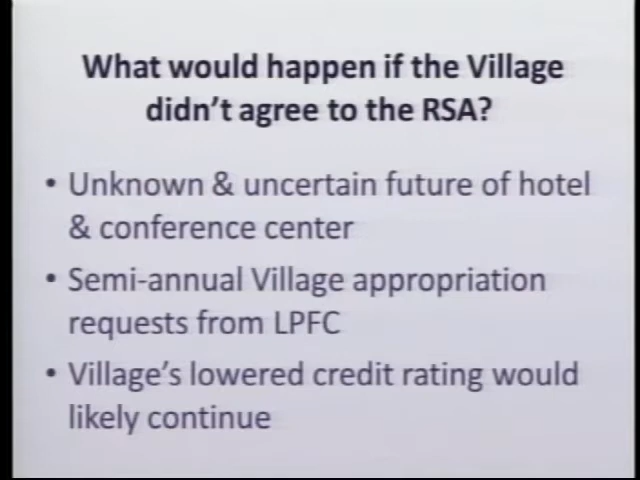 What would happen if the Village
didn't agree to the RSA?
• Unknown & uncertain future of hotel
& conference center
• Semi-annual Village appropriation
requests from LPFC
• Village's lowered credit rating would
likely continue